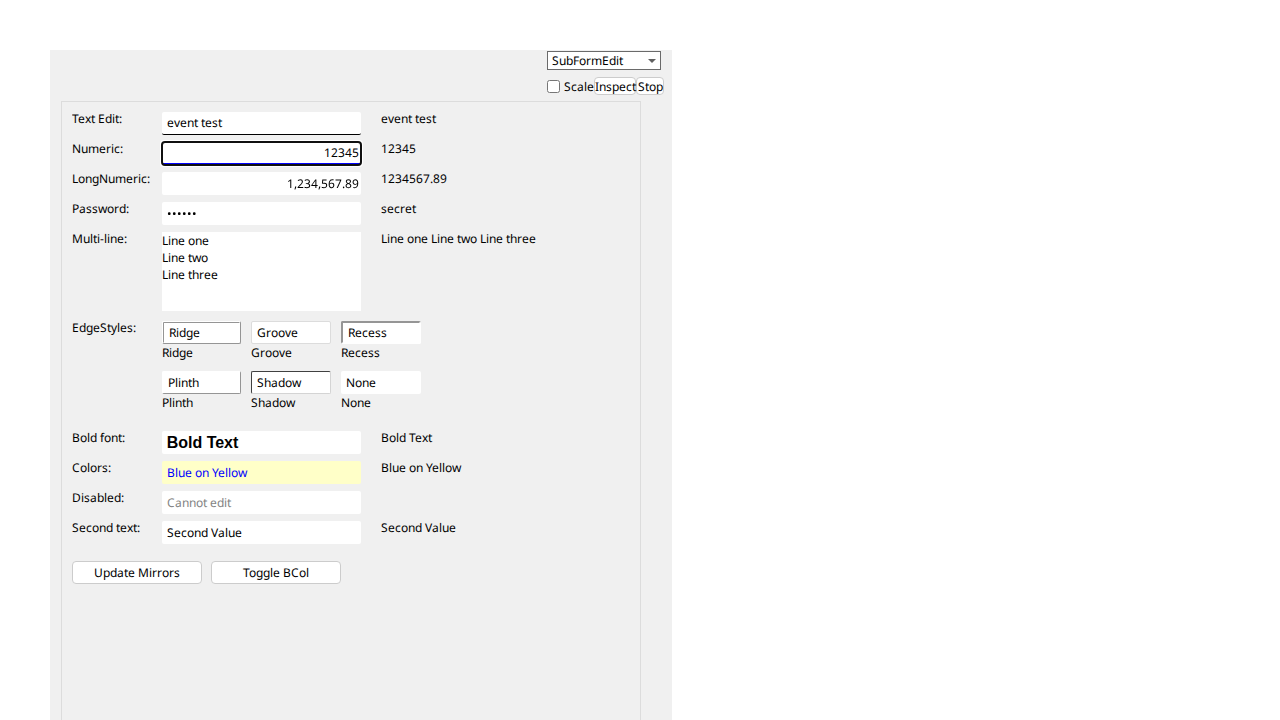 SubFormEdit
Scale Inspect Stop
Text Edit: event test event test
Numeric: 12345 12345
LongNumeric: 1,234,567.89 1234567.89
Password: •••••• secret
Multi-line: Line one Line one Line two Line three
Line two
Line three
EdgeStyles: Ridge Groove Recess
Ridge Groove Recess
Plinth Shadow None
Plinth Shadow None
Bold font: Bold Text Bold Text
Colors: Blue on Yellow Blue on Yellow
Disabled: Cannot edit
Second text: Second Value Second Value
Update Mirrors Toggle BCol